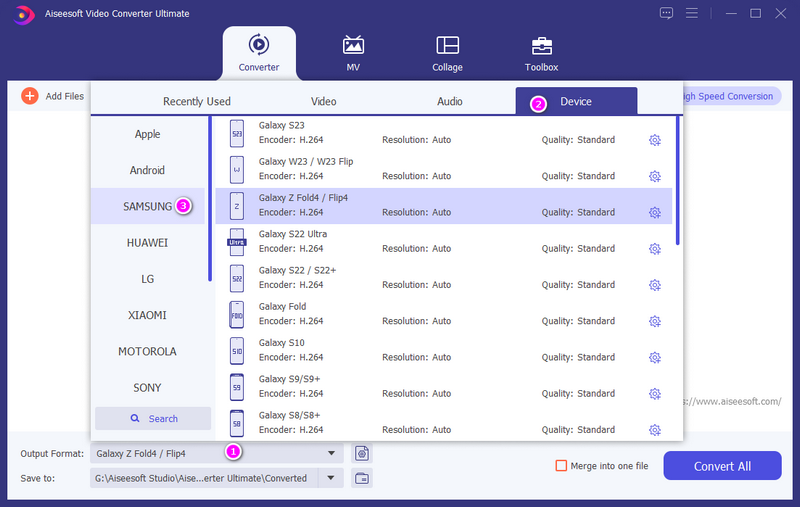 Aiseesoft Video Converter Ultimate
Converter
MV
Collage
Toolbox
Add Files
High Speed Conversion
Recently Used
Video
Audio
2
Device
Apple
Android
SAMSUNG
3
HUAWEI
LG
XIAOMI
MOTOROLA
SONY
Search
S23
Galaxy S23
Encoder: H.264
Resolution: Auto
Quality: Standard
W
Galaxy W23 / W23 Flip
Encoder: H.264
Resolution: Auto
Quality: Standard
Z
Galaxy Z Fold4 / Flip4
Encoder: H.264
Resolution: Auto
Quality: Standard
Ultra
Galaxy S22 Ultra
Encoder: H.264
Resolution: Auto
Quality: Standard
S22
Galaxy S22 / S22+
Encoder: H.264
Resolution: Auto
Quality: Standard
FOLD
Galaxy Fold
Encoder: H.264
Resolution: Auto
Quality: Standard
S10
Galaxy S10
Encoder: H.264
Resolution: Auto
Quality: Standard
S9
Galaxy S9/S9+
Encoder: H.264
Resolution: Auto
Quality: Standard
S8
Galaxy S8/S8+
Encoder: H.264
Resolution: Auto
Quality: Standard
s://www.aiseesoft.com/
1
Output Format:
Galaxy Z Fold4 / Flip4
Save to:
G:\Aiseesoft Studio\Aise...erter Ultimate\Converted
Merge into one file
Convert All